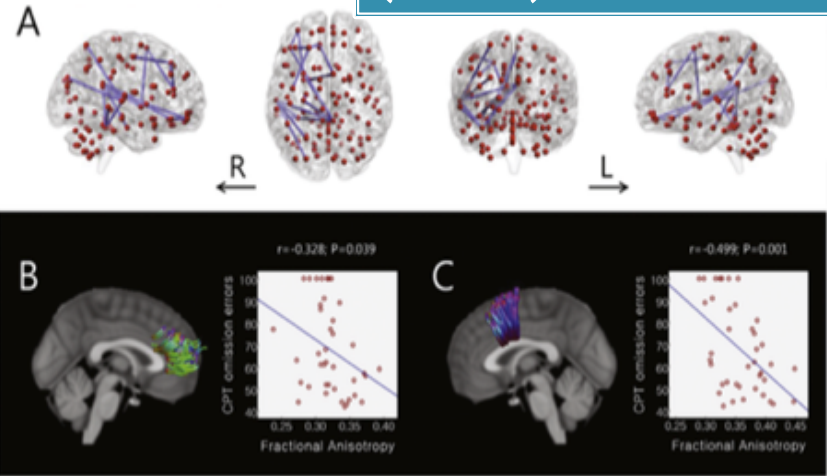 A
R
L
B
r=-0.328; P=0.039
CPT omission errors
100
90
80
70
60
50
40
0.25 0.30 0.35 0.40
Fractional Anisotropy
C
r=-0.499; P=0.001
CPT omission errors
100
90
80
70
60
50
40
0.25 0.30 0.35 0.40 0.45
Fractional Anisotropy